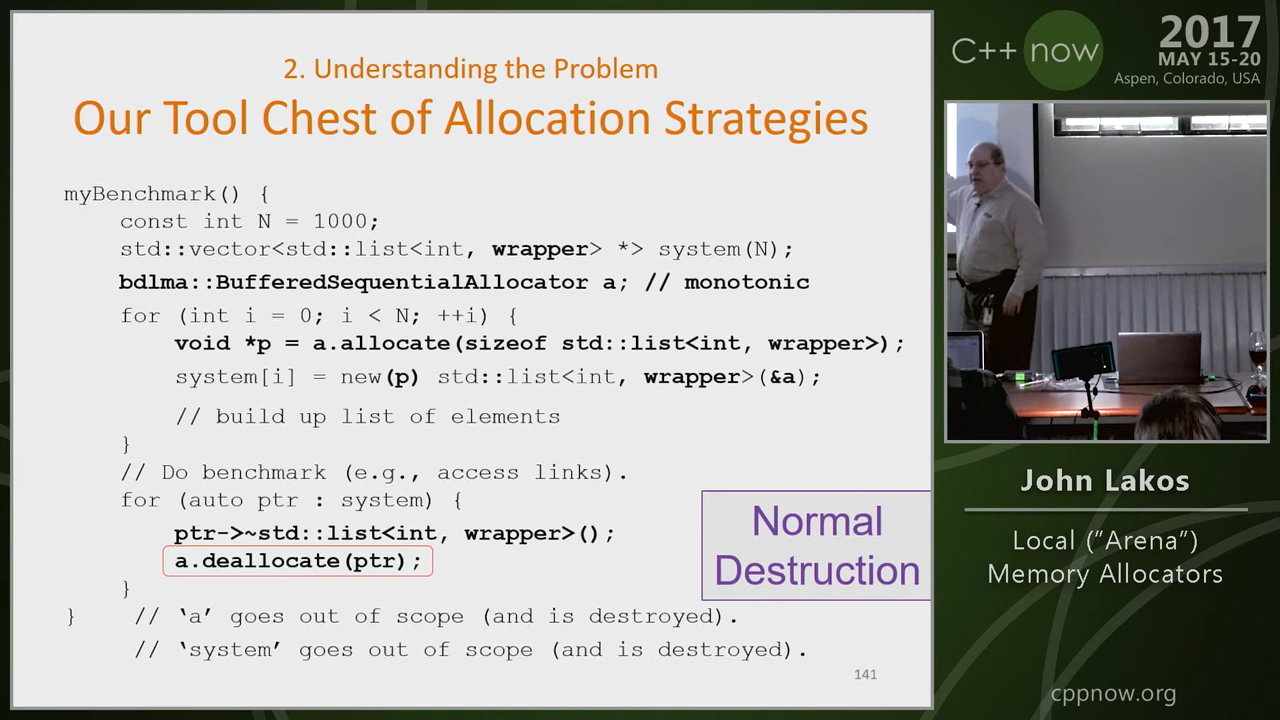 2. Understanding the Problem
Our Tool Chest of Allocation Strategies
myBenchmark() {
const int N = 1000;
std::vector<std::list<int, wrapper> *> system(N);
bdlma::BufferedSequentialAllocator a; // monotonic
for (int i = 0; i < N; ++i) {
void *p = a.allocate(sizeof std::list<int, wrapper>);
system[i] = new(p) std::list<int, wrapper>(&a);
// build up list of elements
}
// Do benchmark (e.g., access links).
for (auto ptr : system) {
ptr->~std::list<int, wrapper>();
a.deallocate(ptr);
}
} // ‘a’ goes out of scope (and is destroyed).
// ‘system’ goes out of scope (and is destroyed).
Normal
Destruction
141
C++ now
2017
MAY 15-20
Aspen, Colorado, USA
John Lakos
Local (”Arena”)
Memory Allocators
cppnow.org